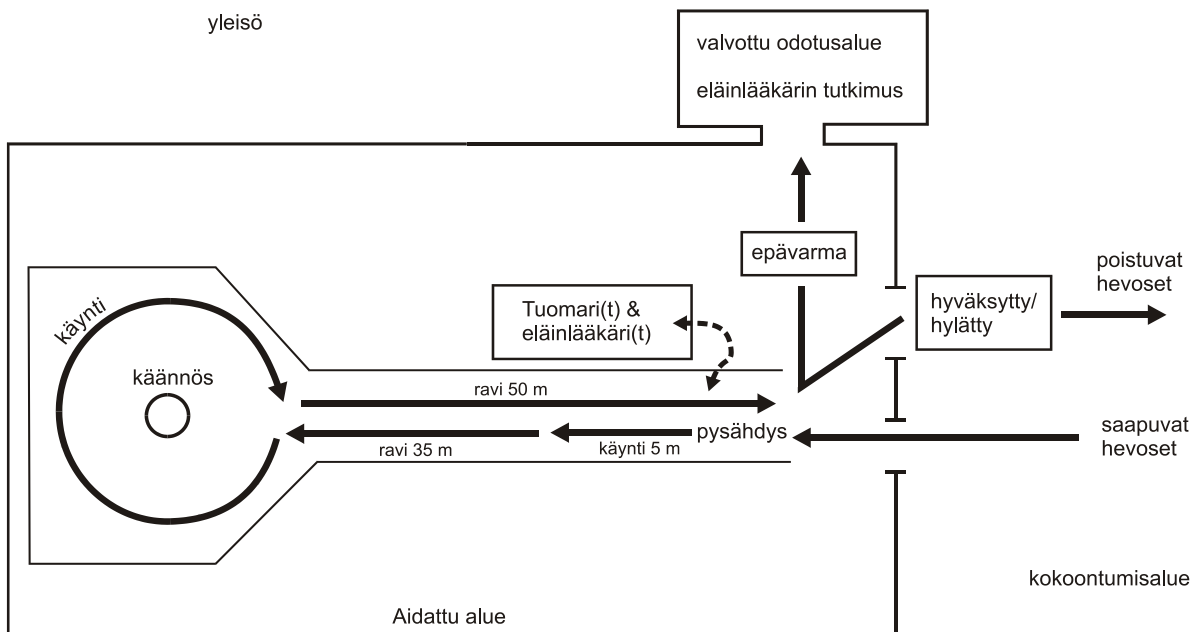 yleisö
valvottu odotusalue
eläinlääkärin tutkimus
epävarma
poistuvat
hevoset
hyväksytty/
hylätty
Tuomari(t) &
eläinlääkäri(t)
käynti
käännös
ravi 50 m
pysähdys
ravi 35 m
käynti 5 m
saapuvat
hevoset
kokoontumisalue
Aidattu alue